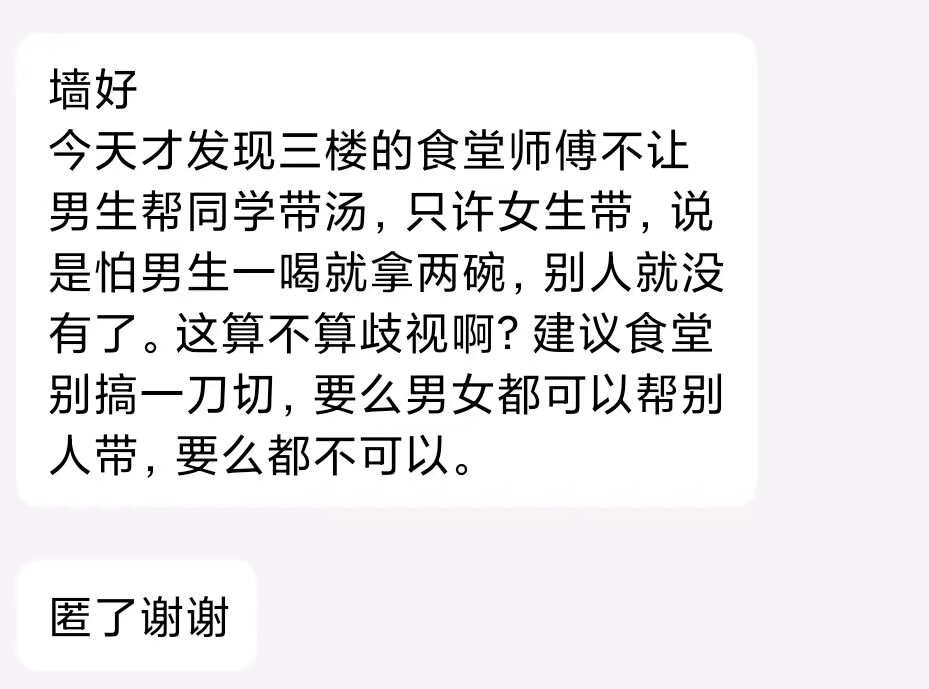 墙好
今天才发现三楼的食堂师傅不让
男生帮同学带汤，只许女生带，说
是怕男生一喝就拿两碗，别人就没
有了。这算不算歧视啊？建议食堂
别搞一刀切，要么男女都可以帮别
人带，要么都不可以。
匿了谢谢